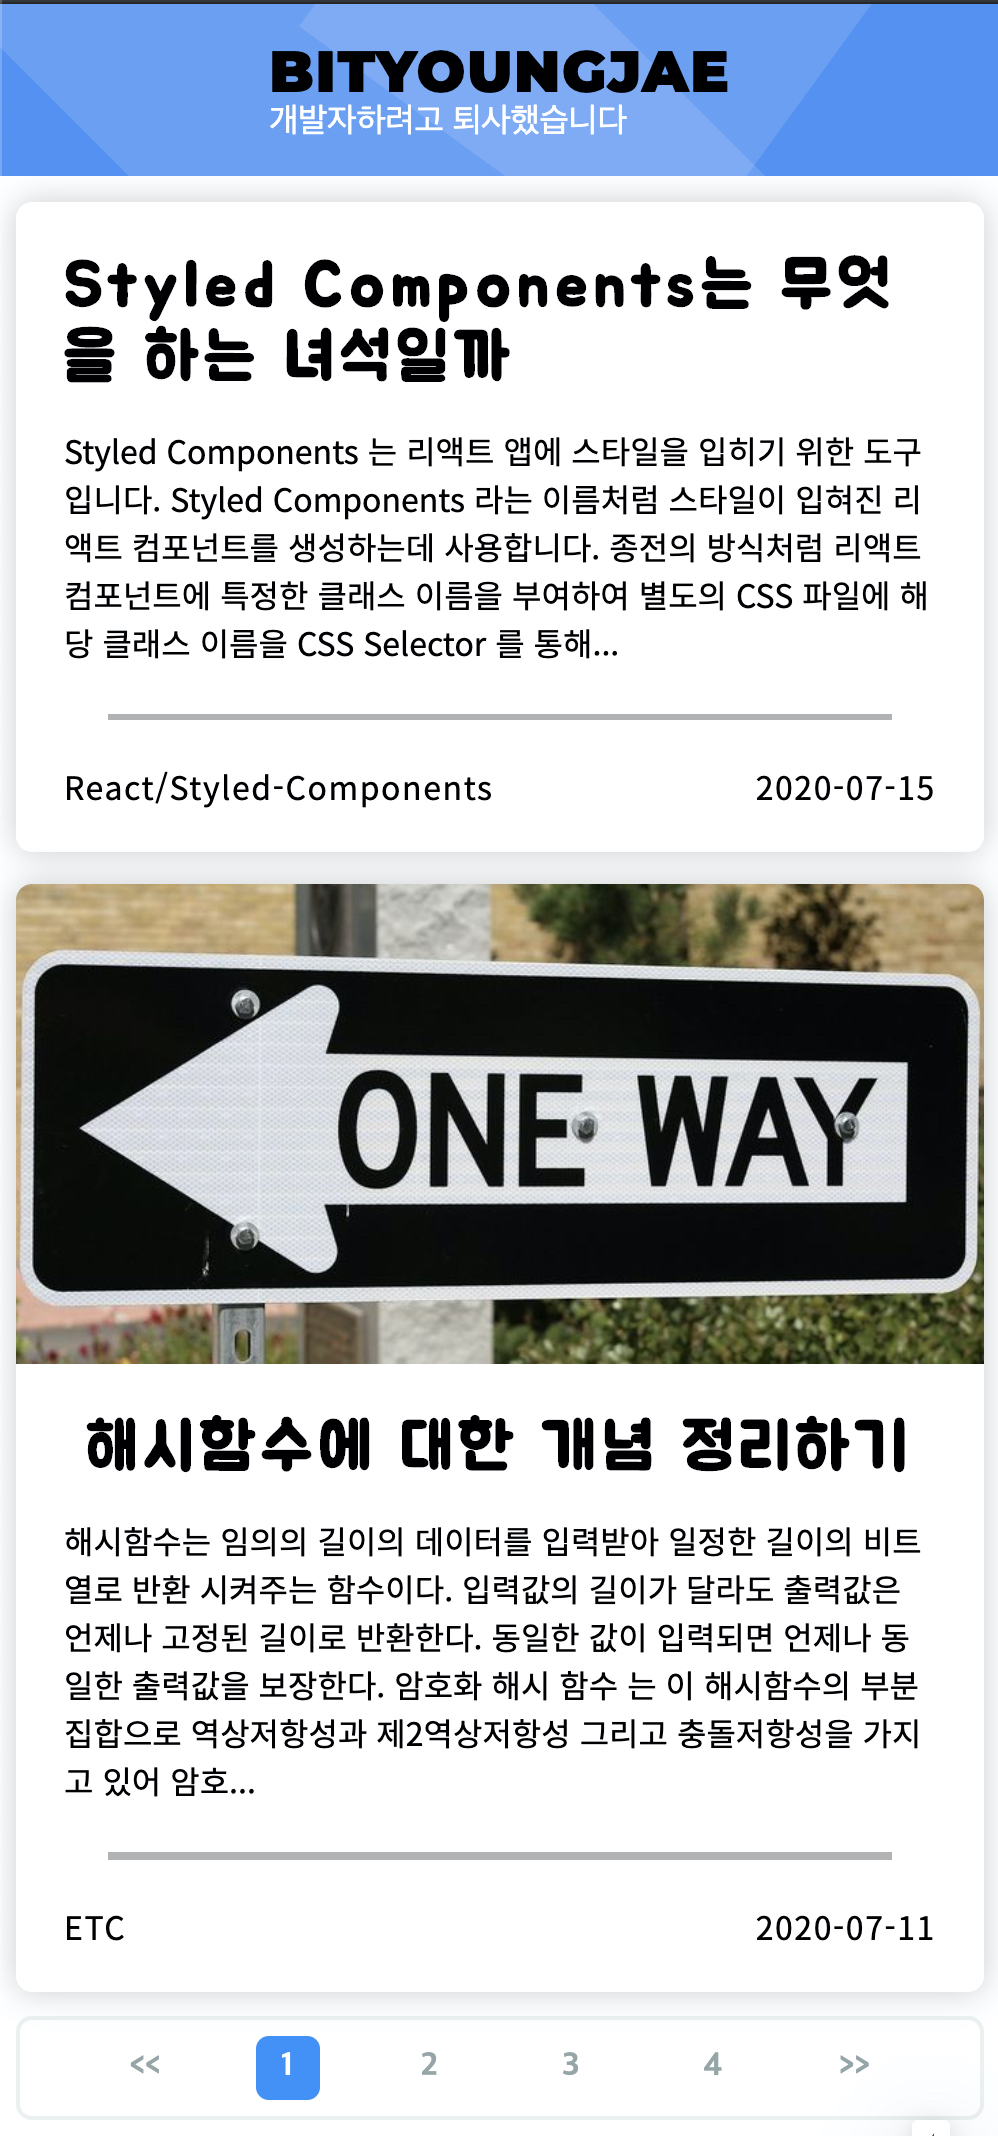 BITYOUNGJAE
개발자하려고 퇴사했습니다
Styled Components는 무엇
을 하는 녀석일까
Styled Components 는 리액트 앱에 스타일을 입히기 위한 도구
입니다. Styled Components 라는 이름처럼 스타일이 입혀진 리
액트 컴포넌트를 생성하는데 사용합니다. 종전의 방식처럼 리액트
컴포넌트에 특정한 클래스 이름을 부여하여 별도의 CSS 파일에 해
당 클래스 이름을 CSS Selector 를 통해...
React/Styled-Components 2020-07-15
ONE WAY
해시함수에 대한 개념 정리하기
해시함수는 임의의 길이의 데이터를 입력받아 일정한 길이의 비트
열로 반환 시켜주는 함수이다. 입력값의 길이가 달라도 출력값은
언제나 고정된 길이로 반환한다. 동일한 값이 입력되면 언제나 동
일한 출력값을 보장한다. 암호화 해시 함수 는 이 해시함수의 부분
집합으로 역상저항성과 제2역상저항성 그리고 충돌저항성을 가지
고 있어 암호...
ETC 2020-07-11
<< 1 2 3 4 >>